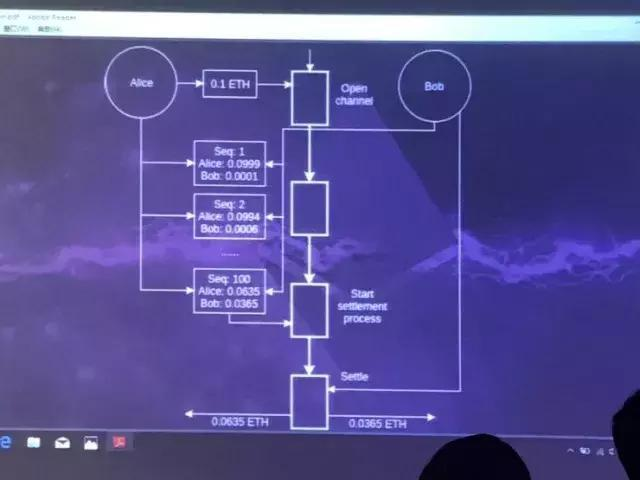 Adobe Reader
Alice
0.1 ETH
Open
channel
Bob
Seq: 1
Alice: 0.0999
Bob: 0.0001
Seq: 2
Alice: 0.0994
Bob: 0.0006
......
Seq: 100
Alice: 0.0635
Bob: 0.0365
Start
settlement
process
Settle
0.0635 ETH
0.0365 ETH